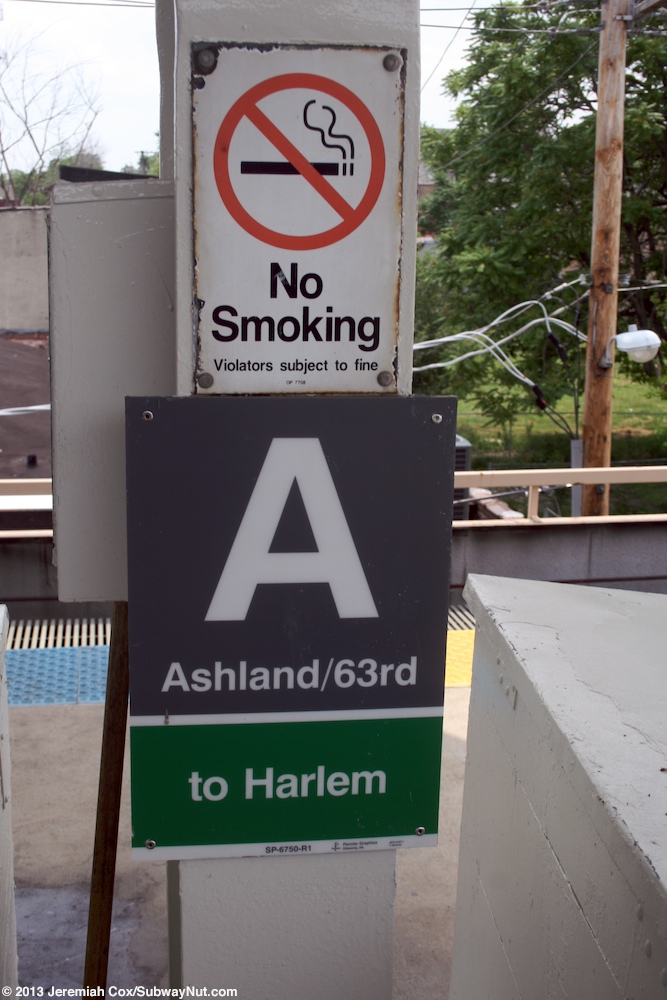 No
Smoking
Violators subject to fine
A
Ashland/63rd
to Harlem
SP-6750-R1
© 2013 Jeremiah Cox/SubwayNut.com